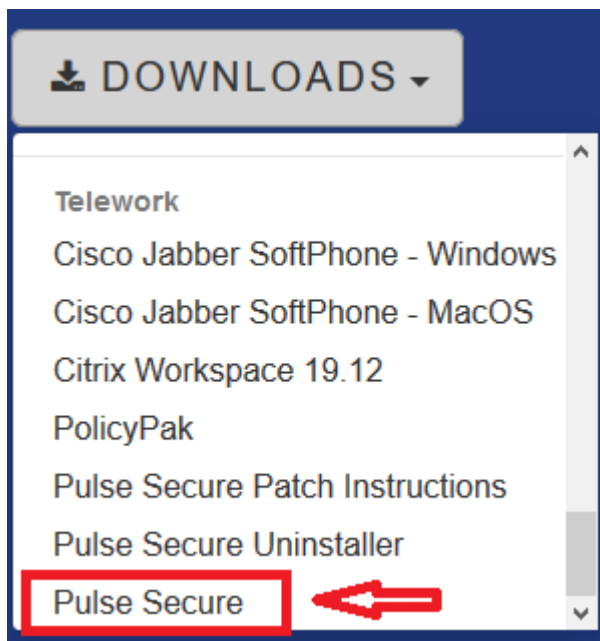 DOWNLOADS
Telework
Cisco Jabber SoftPhone - Windows
Cisco Jabber SoftPhone - MacOS
Citrix Workspace 19.12
PolicyPak
Pulse Secure Patch Instructions
Pulse Secure Uninstaller
Pulse Secure